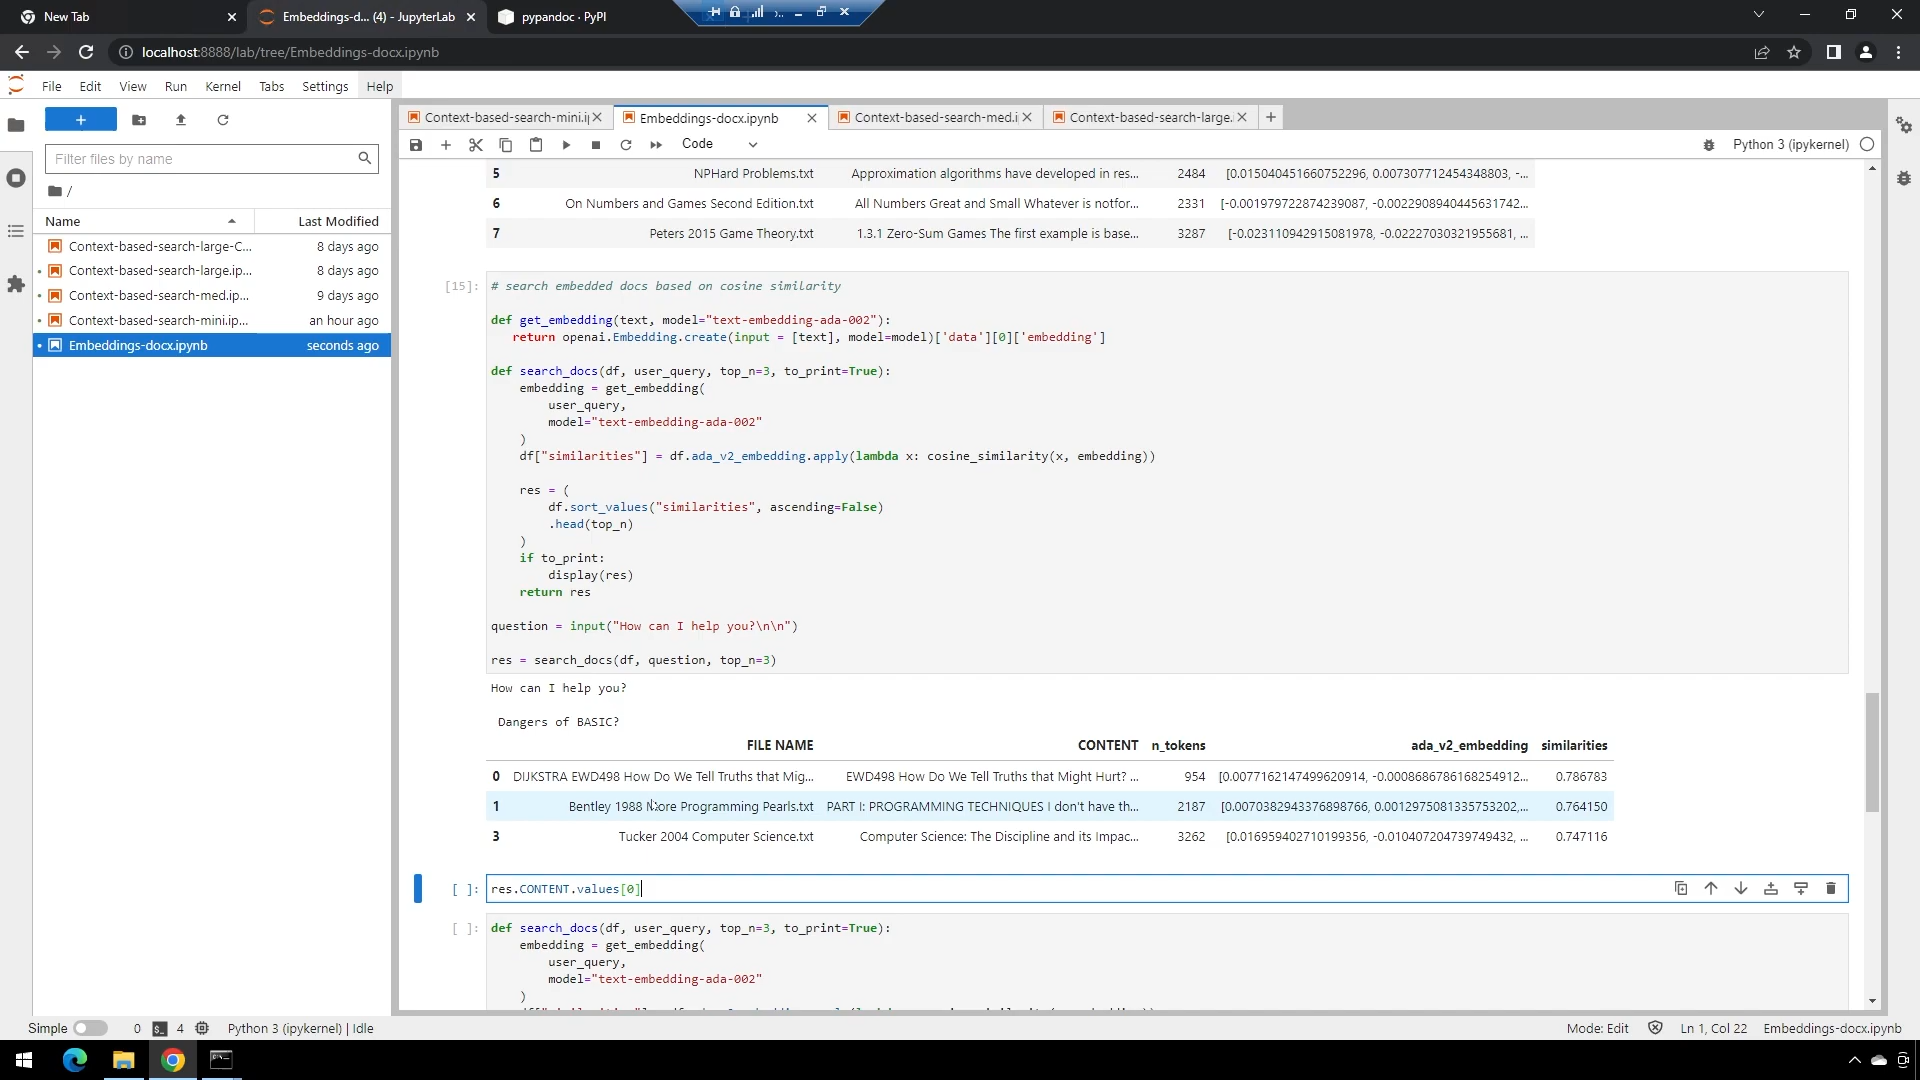 New Tab
Embeddings-d... (4) - JupyterLab
pypandoc · PyPI
localhost:8888/lab/tree/Embeddings-docx.ipynb
File Edit View Run Kernel Tabs Settings Help
Context-based-search-mini.i
Embeddings-docx.ipynb
Context-based-search-med.i
Context-based-search-large.
Code
Python 3 (ipykernel)
Filter files by name
/
Name Last Modified
Context-based-search-large-C... 8 days ago
Context-based-search-large.ip... 8 days ago
Context-based-search-med.ip... 9 days ago
Context-based-search-mini.ip... an hour ago
Embeddings-docx.ipynb seconds ago
5 NPHard Problems.txt Approximation algorithms have developed in res... 2484 [0.015040451660752296, 0.007307712454348803, -...
6 On Numbers and Games Second Edition.txt All Numbers Great and Small Whatever is notfor... 2331 [-0.001979722874239087, -0.0022908940445631742...
7 Peters 2015 Game Theory.txt 1.3.1 Zero-Sum Games The first example is base... 3287 [-0.023110942915081978, -0.02227030321955681, ...
[15]: # search embedded docs based on cosine similarity
def get_embedding(text, model="text-embedding-ada-002"):
return openai.Embedding.create(input = [text], model=model)['data'][0]['embedding']
def search_docs(df, user_query, top_n=3, to_print=True):
embedding = get_embedding(
user_query,
model="text-embedding-ada-002"
)
df["similarities"] = df.ada_v2_embedding.apply(lambda x: cosine_similarity(x, embedding))
res = (
df.sort_values("similarities", ascending=False)
.head(top_n)
)
if to_print:
display(res)
return res
question = input("How can I help you?\n\n")
res = search_docs(df, question, top_n=3)
How can I help you?
Dangers of BASIC?
FILE NAME CONTENT n_tokens ada_v2_embedding similarities
0 DIJKSTRA EWD498 How Do We Tell Truths that Mig... EWD498 How Do We Tell Truths that Might Hurt? ... 954 [0.0077162147499620914, -0.0008686786168254912... 0.786783
1 Bentley 1988 More Programming Pearls.txt PART I: PROGRAMMING TECHNIQUES I don't have th... 2187 [0.0070382943376898766, 0.0012975081335753202,... 0.764150
3 Tucker 2004 Computer Science.txt Computer Science: The Discipline and its Impac... 3262 [0.016959402710199356, -0.010407204739749432, ... 0.747116
[ ]: res.CONTENT.values[0]
[ ]: def search_docs(df, user_query, top_n=3, to_print=True):
embedding = get_embedding(
user_query,
model="text-embedding-ada-002"
)
Simple 0 4 Python 3 (ipykernel) | Idle
Mode: Edit Ln 1, Col 22 Embeddings-docx.ipynb